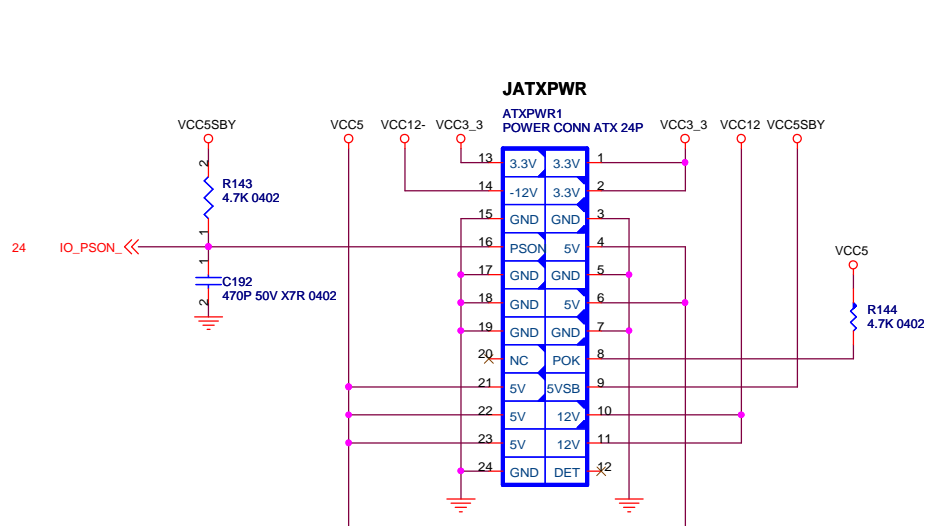 JATXPWR
ATXPWR1
POWER CONN ATX 24P
VCC5SBY
VCC5
VCC12-
VCC3_3
VCC3_3
VCC12
VCC5SBY
13 3.3V 3.3V 1
14 -12V 3.3V 2
15 GND GND 3
16 PSON 5V 4
17 GND GND 5
18 GND 5V 6
19 GND GND 7
20 NC POK 8
21 5V 5VSB 9
22 5V 12V 10
23 5V 12V 11
24 GND DET 12
2
R143
4.7K 0402
1
24 IO_PSON_
1
C192
470P 50V X7R 0402
2
VCC5
R144
4.7K 0402